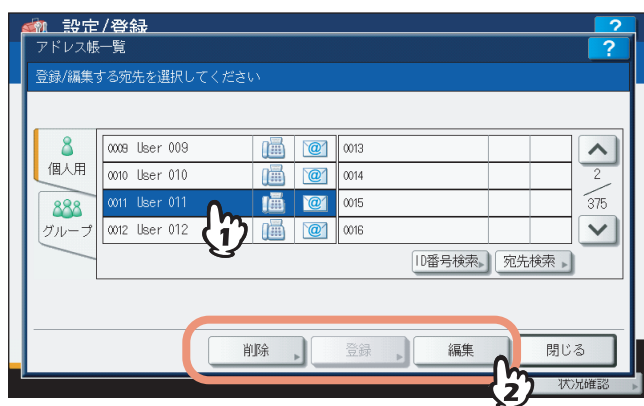 設定/登録
?
アドレス帳一覧
?
登録/編集する宛先を選択してください
個人用
グループ
0009 User 009 @ 0013
0010 User 010 @ 0014
0011 User 011 @ 0015
0012 User 012 @ 0016
1
2
375
ID番号検索
宛先検索
削除
登録
編集
閉じる
2
状況確認